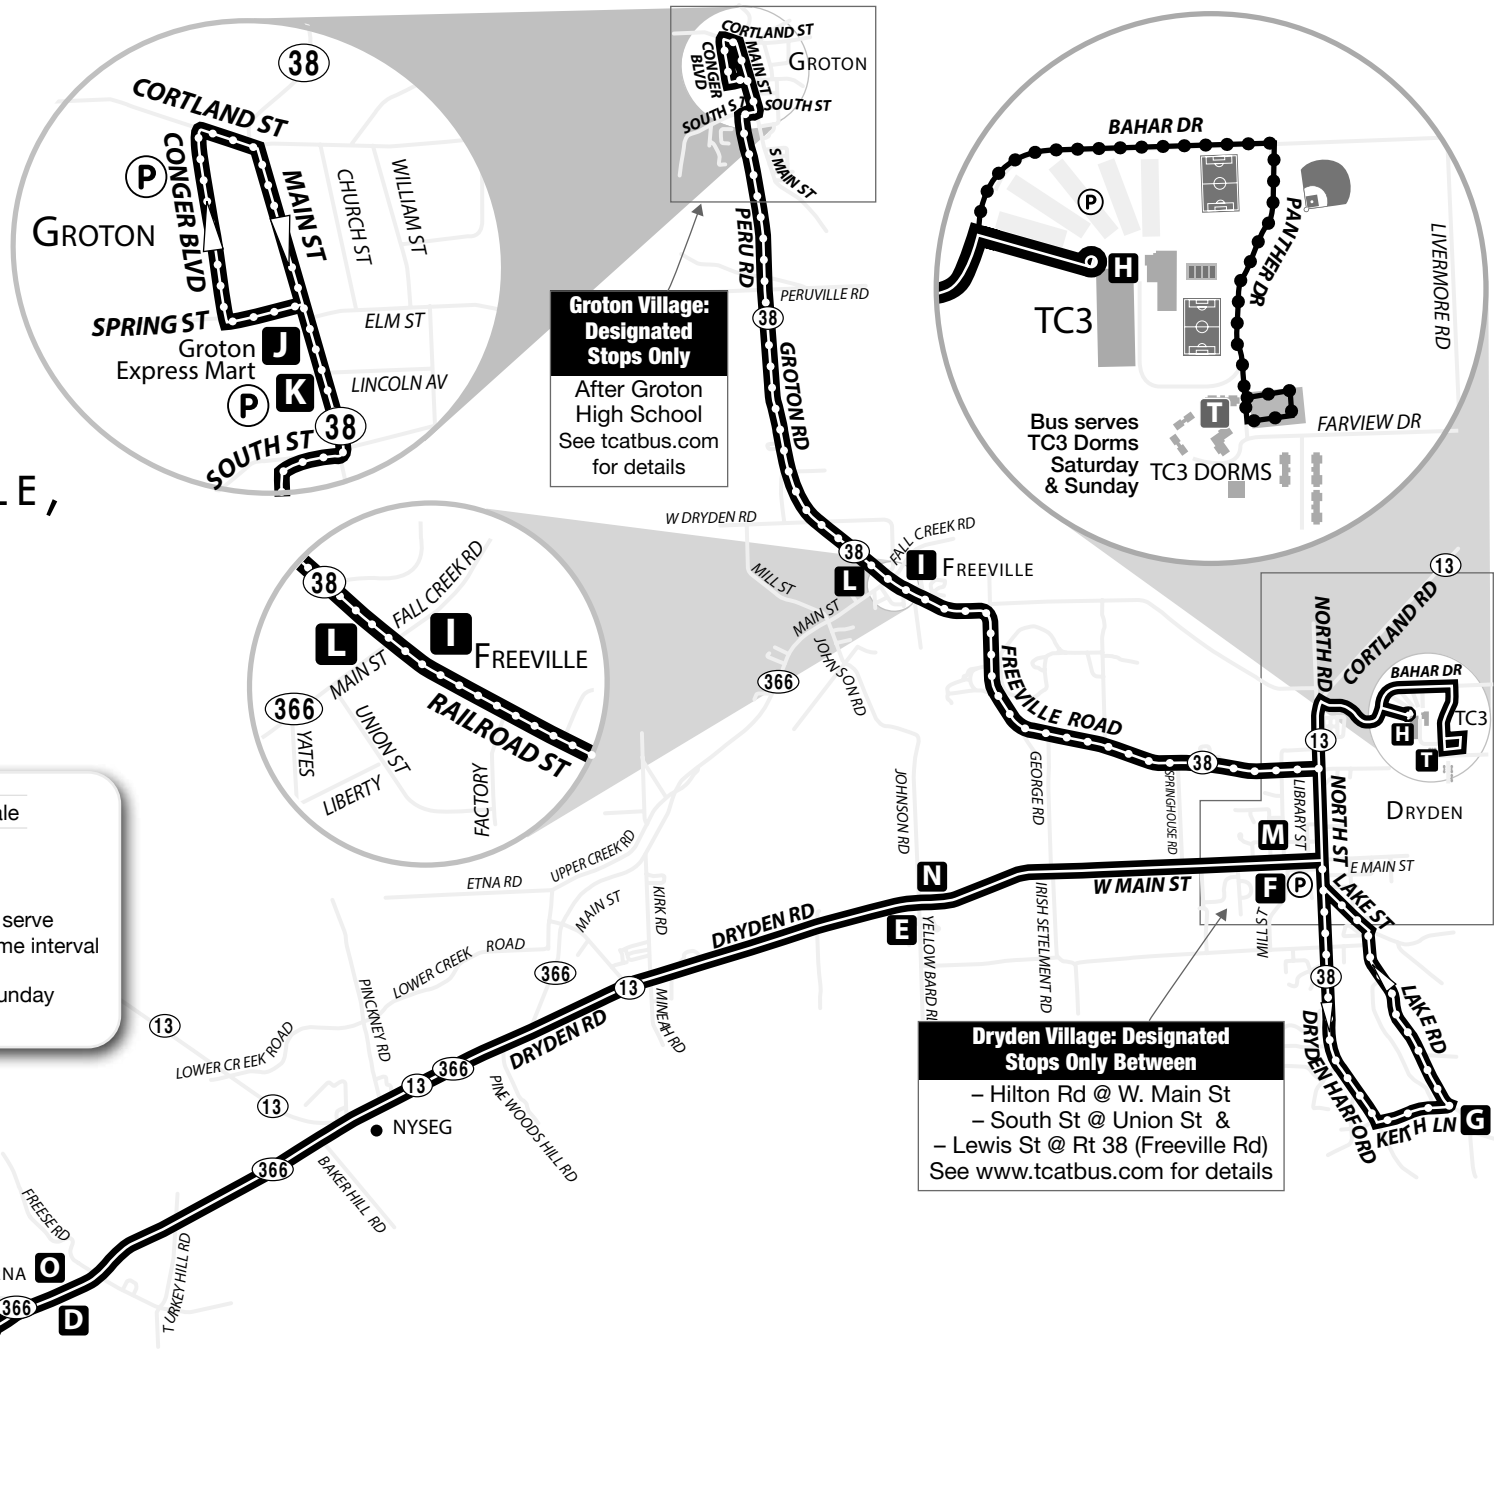 38
CORTLAND ST
CONGER BLVD
P
MAIN ST
CHURCH ST
WILLIAM ST
GROTON
SPRING ST
ELM ST
Groton
Express Mart
J
K
P
LINCOLN AV
38
SOUTH ST
LE,
CORTLAND ST
CONGER
BLVD
MAIN ST
GROTON
SOUTH ST
SOUTH ST
S MAIN ST
PERU RD
PERUVILLE RD
38
GROTON RD
Groton Village:
Designated
Stops Only
After Groton
High School
See tcatbus.com
for details
BAHAR DR
P
PANTHER DR
LIVERMORE RD
H
TC3
T
Bus serves
TC3 Dorms
Saturday
& Sunday
TC3 DORMS
FARVIEW DR
W DRYDEN RD
38
FALL CREEK RD
I
FREEVILLE
L
MILL ST
MAIN ST
JOHNSON RD
366
38
FALL CREEK RD
L
I
FREEVILLE
MAIN ST
366
YATES
UNION ST
RAILROAD ST
LIBERTY
FACTORY
FREEVILLE ROAD
38
13
NORTH RD
CORTLAND RD
BAHAR DR
TC3
H
T
13
DRYDEN
NORTH ST
LIBRARY ST
SPRINGHOUSE RD
GEORGE RD
JOHNSON RD
M
F
P
E MAIN ST
W MAIN ST
MILL ST
LAKE ST
N
E
YELLOW BARD RD
IRISH SETELMENT RD
DRYDEN RD
ale
serve
me interval
unday
UPPER CREEK RD
ETNA RD
MAIN ST
KIRK RD
LOWER CREEK ROAD
366
13
MINEAH RD
PINCKNEY RD
13
LOWER CREEK ROAD
DRYDEN RD
366
13
13
NYSEG
PINE WOODS HILL RD
366
BAKER HILL RD
FREESE RD
TURKEY HILL RD
NA
O
366
D
38
LAKE RD
DRYDEN HARFORD
KEITH LN
G
Dryden Village: Designated
Stops Only Between
– Hilton Rd @ W. Main St
– South St @ Union St &
– Lewis St @ Rt 38 (Freeville Rd)
See www.tcatbus.com for details